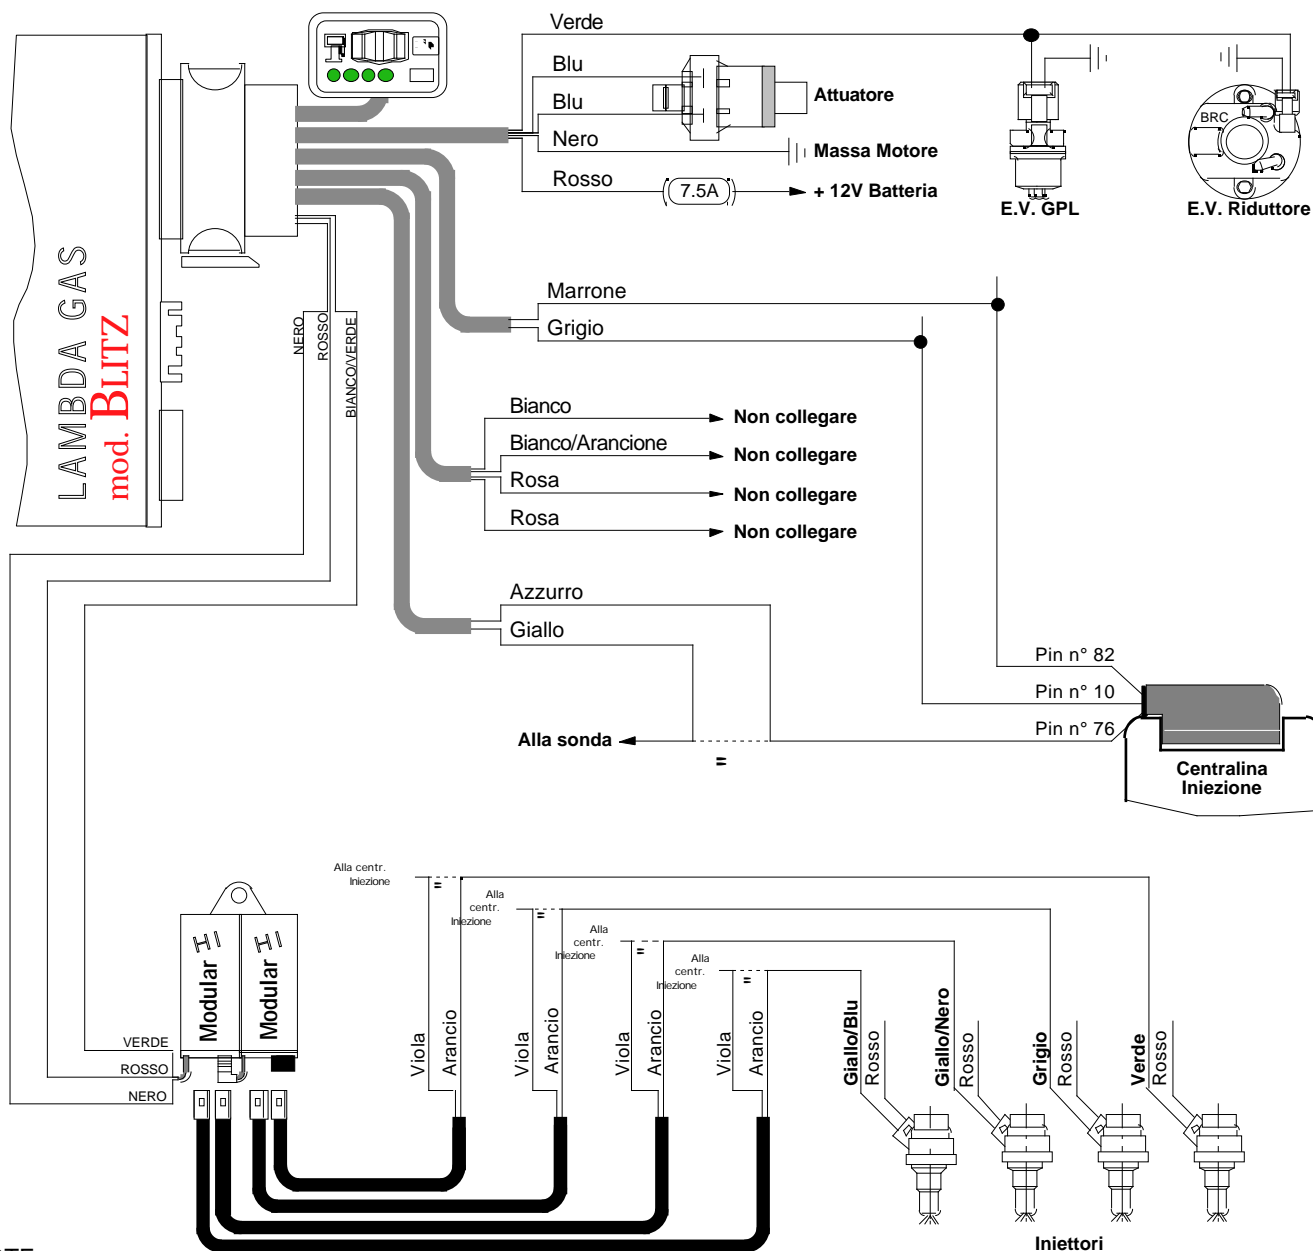 Verde
Blu
Blu
Nero
Rosso
7.5A
Attuatore
Massa Motore
+ 12V Batteria
E.V. GPL
BRC
E.V. Riduttore
LAMBDA GAS
mod. BLITZ
NERO
ROSSO
BIANCO/VERDE
Marrone
Grigio
Bianco
Non collegare
Bianco/Arancione
Non collegare
Rosa
Non collegare
Rosa
Non collegare
Azzurro
Giallo
Alla sonda
Pin n° 82
Pin n° 10
Pin n° 76
Centralina
Iniezione
Alla centr.
Iniezione
Alla
centr.
Iniezione
Alla
centr.
Iniezione
Alla
centr.
Iniezione
Modular HI
Modular HI
VERDE
ROSSO
NERO
Viola
Arancio
Viola
Arancio
Viola
Arancio
Viola
Arancio
Giallo/Blu
Rosso
Giallo/Nero
Rosso
Grigio
Rosso
Verde
Rosso
Iniettori